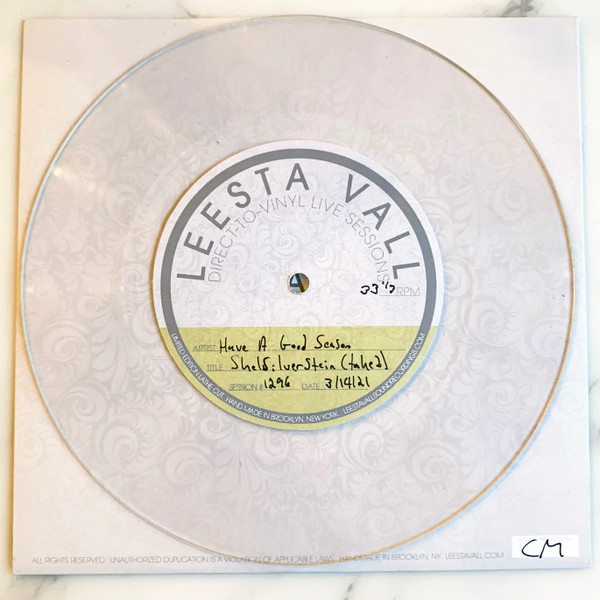 LEESTA VALL
DIRECT-TO-VINYL LIVE SESSIONS
33 1/3 RPM
ARTIST Have A Good Season
TITLE Shelsilverstein (take 2)
SESSION # 1296 DATE 3/14/21
LIMITED EDITION LATHE CUT. HAND MADE IN BROOKLYN, NEW YORK. LEESTAVALLSOUNDRECORDINGS.COM
ALL RIGHTS RESERVED. UNAUTHORIZED DUPLICATION IS A VIOLATION OF APPLICABLE LAWS. HANDMADE IN BROOKLYN, NY. LEESTAVALL.COM
CM